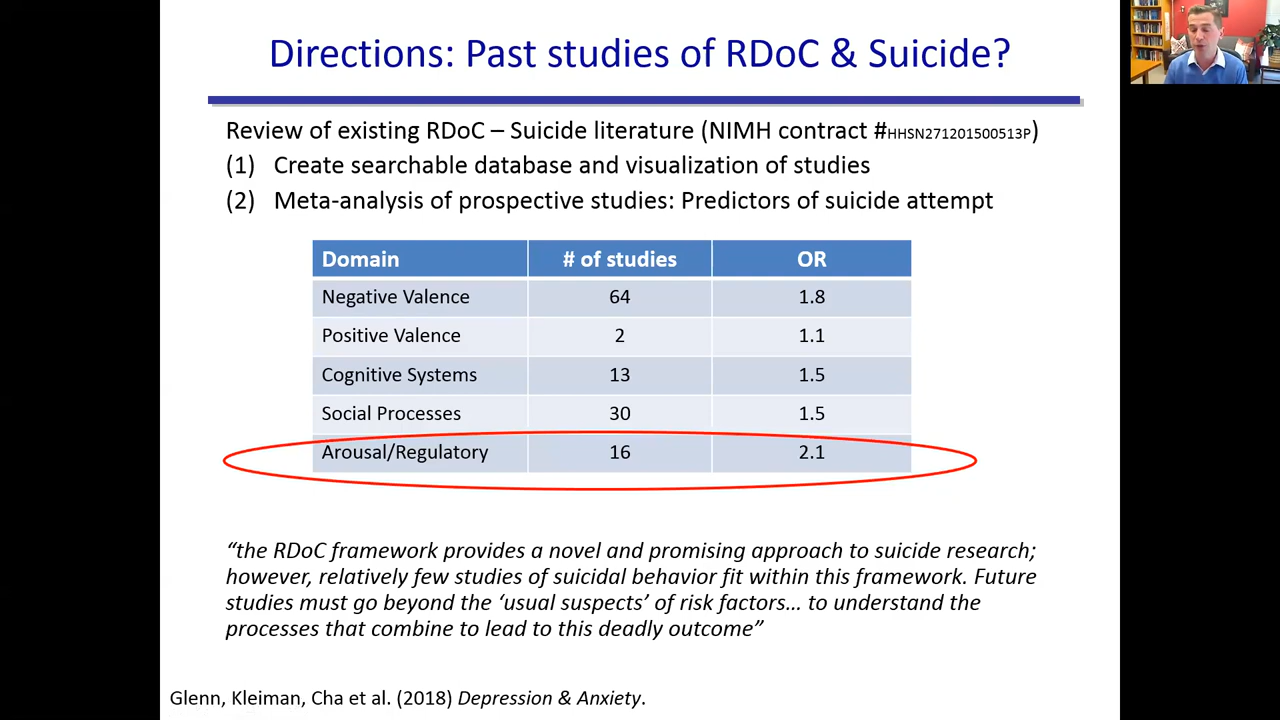 Directions: Past studies of RDoC & Suicide?
Review of existing RDoC – Suicide literature (NIMH contract #HHSN271201500513P)
(1) Create searchable database and visualization of studies
(2) Meta-analysis of prospective studies: Predictors of suicide attempt
Domain # of studies OR
Negative Valence 64 1.8
Positive Valence 2 1.1
Cognitive Systems 13 1.5
Social Processes 30 1.5
Arousal/Regulatory 16 2.1
“the RDoC framework provides a novel and promising approach to suicide research;
however, relatively few studies of suicidal behavior fit within this framework. Future
studies must go beyond the ‘usual suspects’ of risk factors… to understand the
processes that combine to lead to this deadly outcome”
Glenn, Kleiman, Cha et al. (2018) Depression & Anxiety.